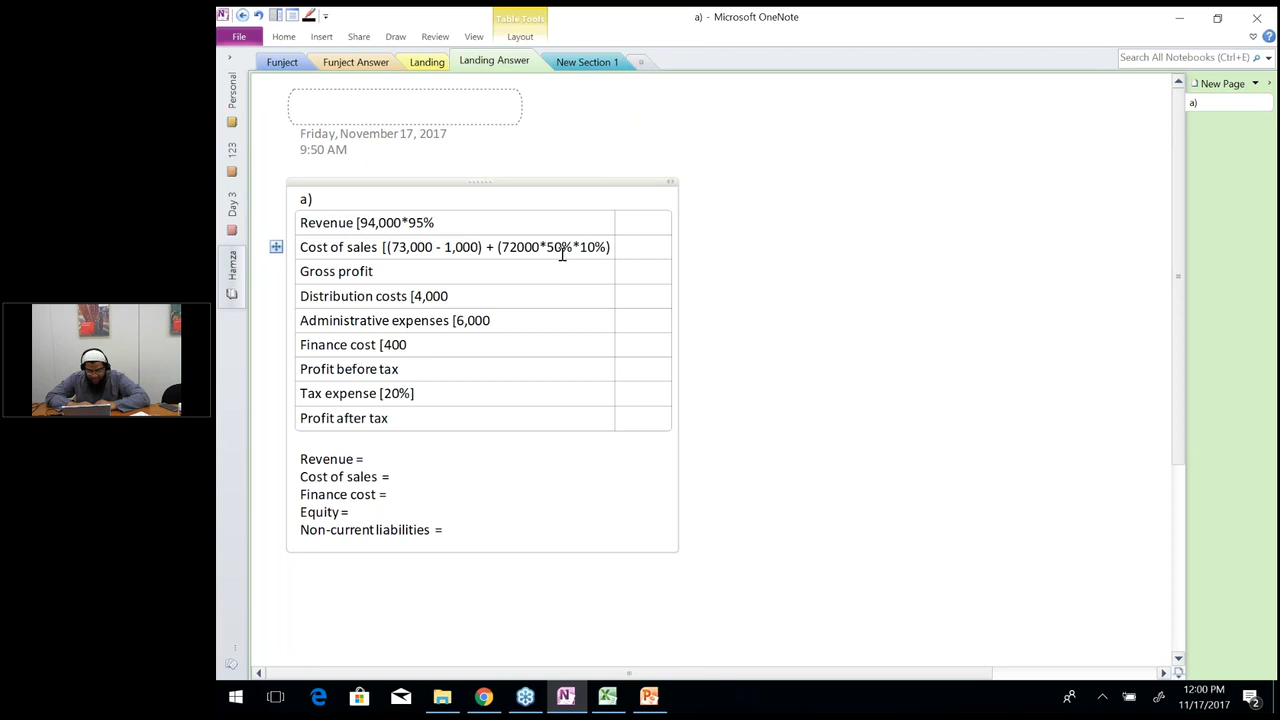 a) - Microsoft OneNote
Table Tools
File Home Insert Share Draw Review View Layout
Funject Funject Answer Landing Landing Answer New Section 1
Search All Notebooks (Ctrl+E)
Personal
123
Day 3
Hamza
New Page
a)
Friday, November 17, 2017
9:50 AM
a)
Revenue [94,000*95%
Cost of sales [(73,000 - 1,000) + (72000*50%*10%)
Gross profit
Distribution costs [4,000
Administrative expenses [6,000
Finance cost [400
Profit before tax
Tax expense [20%]
Profit after tax
Revenue =
Cost of sales =
Finance cost =
Equity =
Non-current liabilities =
12:00 PM
11/17/2017
2